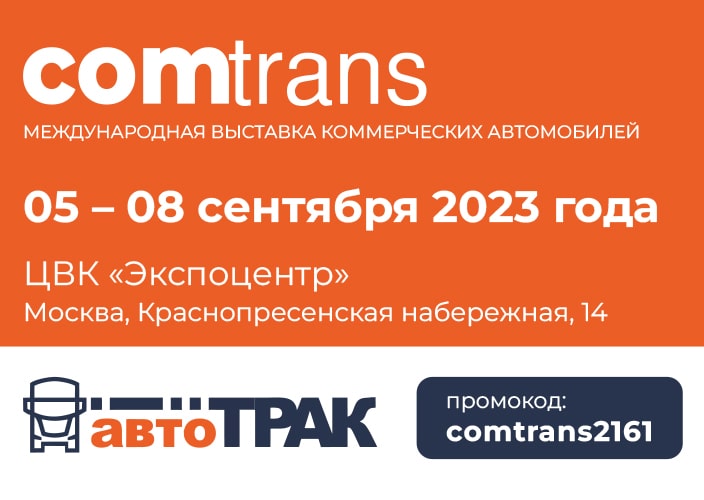 comtrans
МЕЖДУНАРОДНАЯ ВЫСТАВКА КОММЕРЧЕСКИХ АВТОМОБИЛЕЙ
05 – 08 сентября 2023 года
ЦВК «Экспоцентр»
Москва, Краснопресенская набережная, 14
автоТРАК
промокод:
comtrans2161